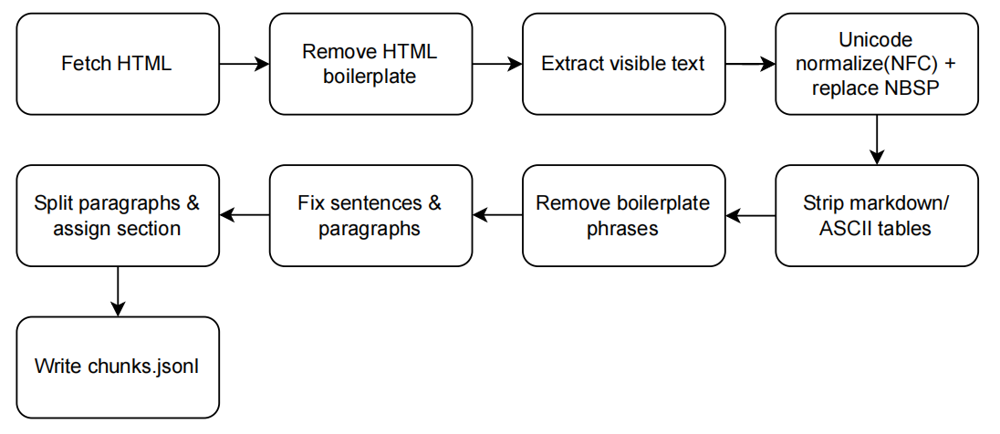 Fetch HTML
Remove HTML
boilerplate
Extract visible text
Unicode
normalize(NFC) +
replace NBSP
Strip markdown/
ASCII tables
Remove boilerplate
phrases
Fix sentences &
paragraphs
Split paragraphs &
assign section
Write chunks.jsonl